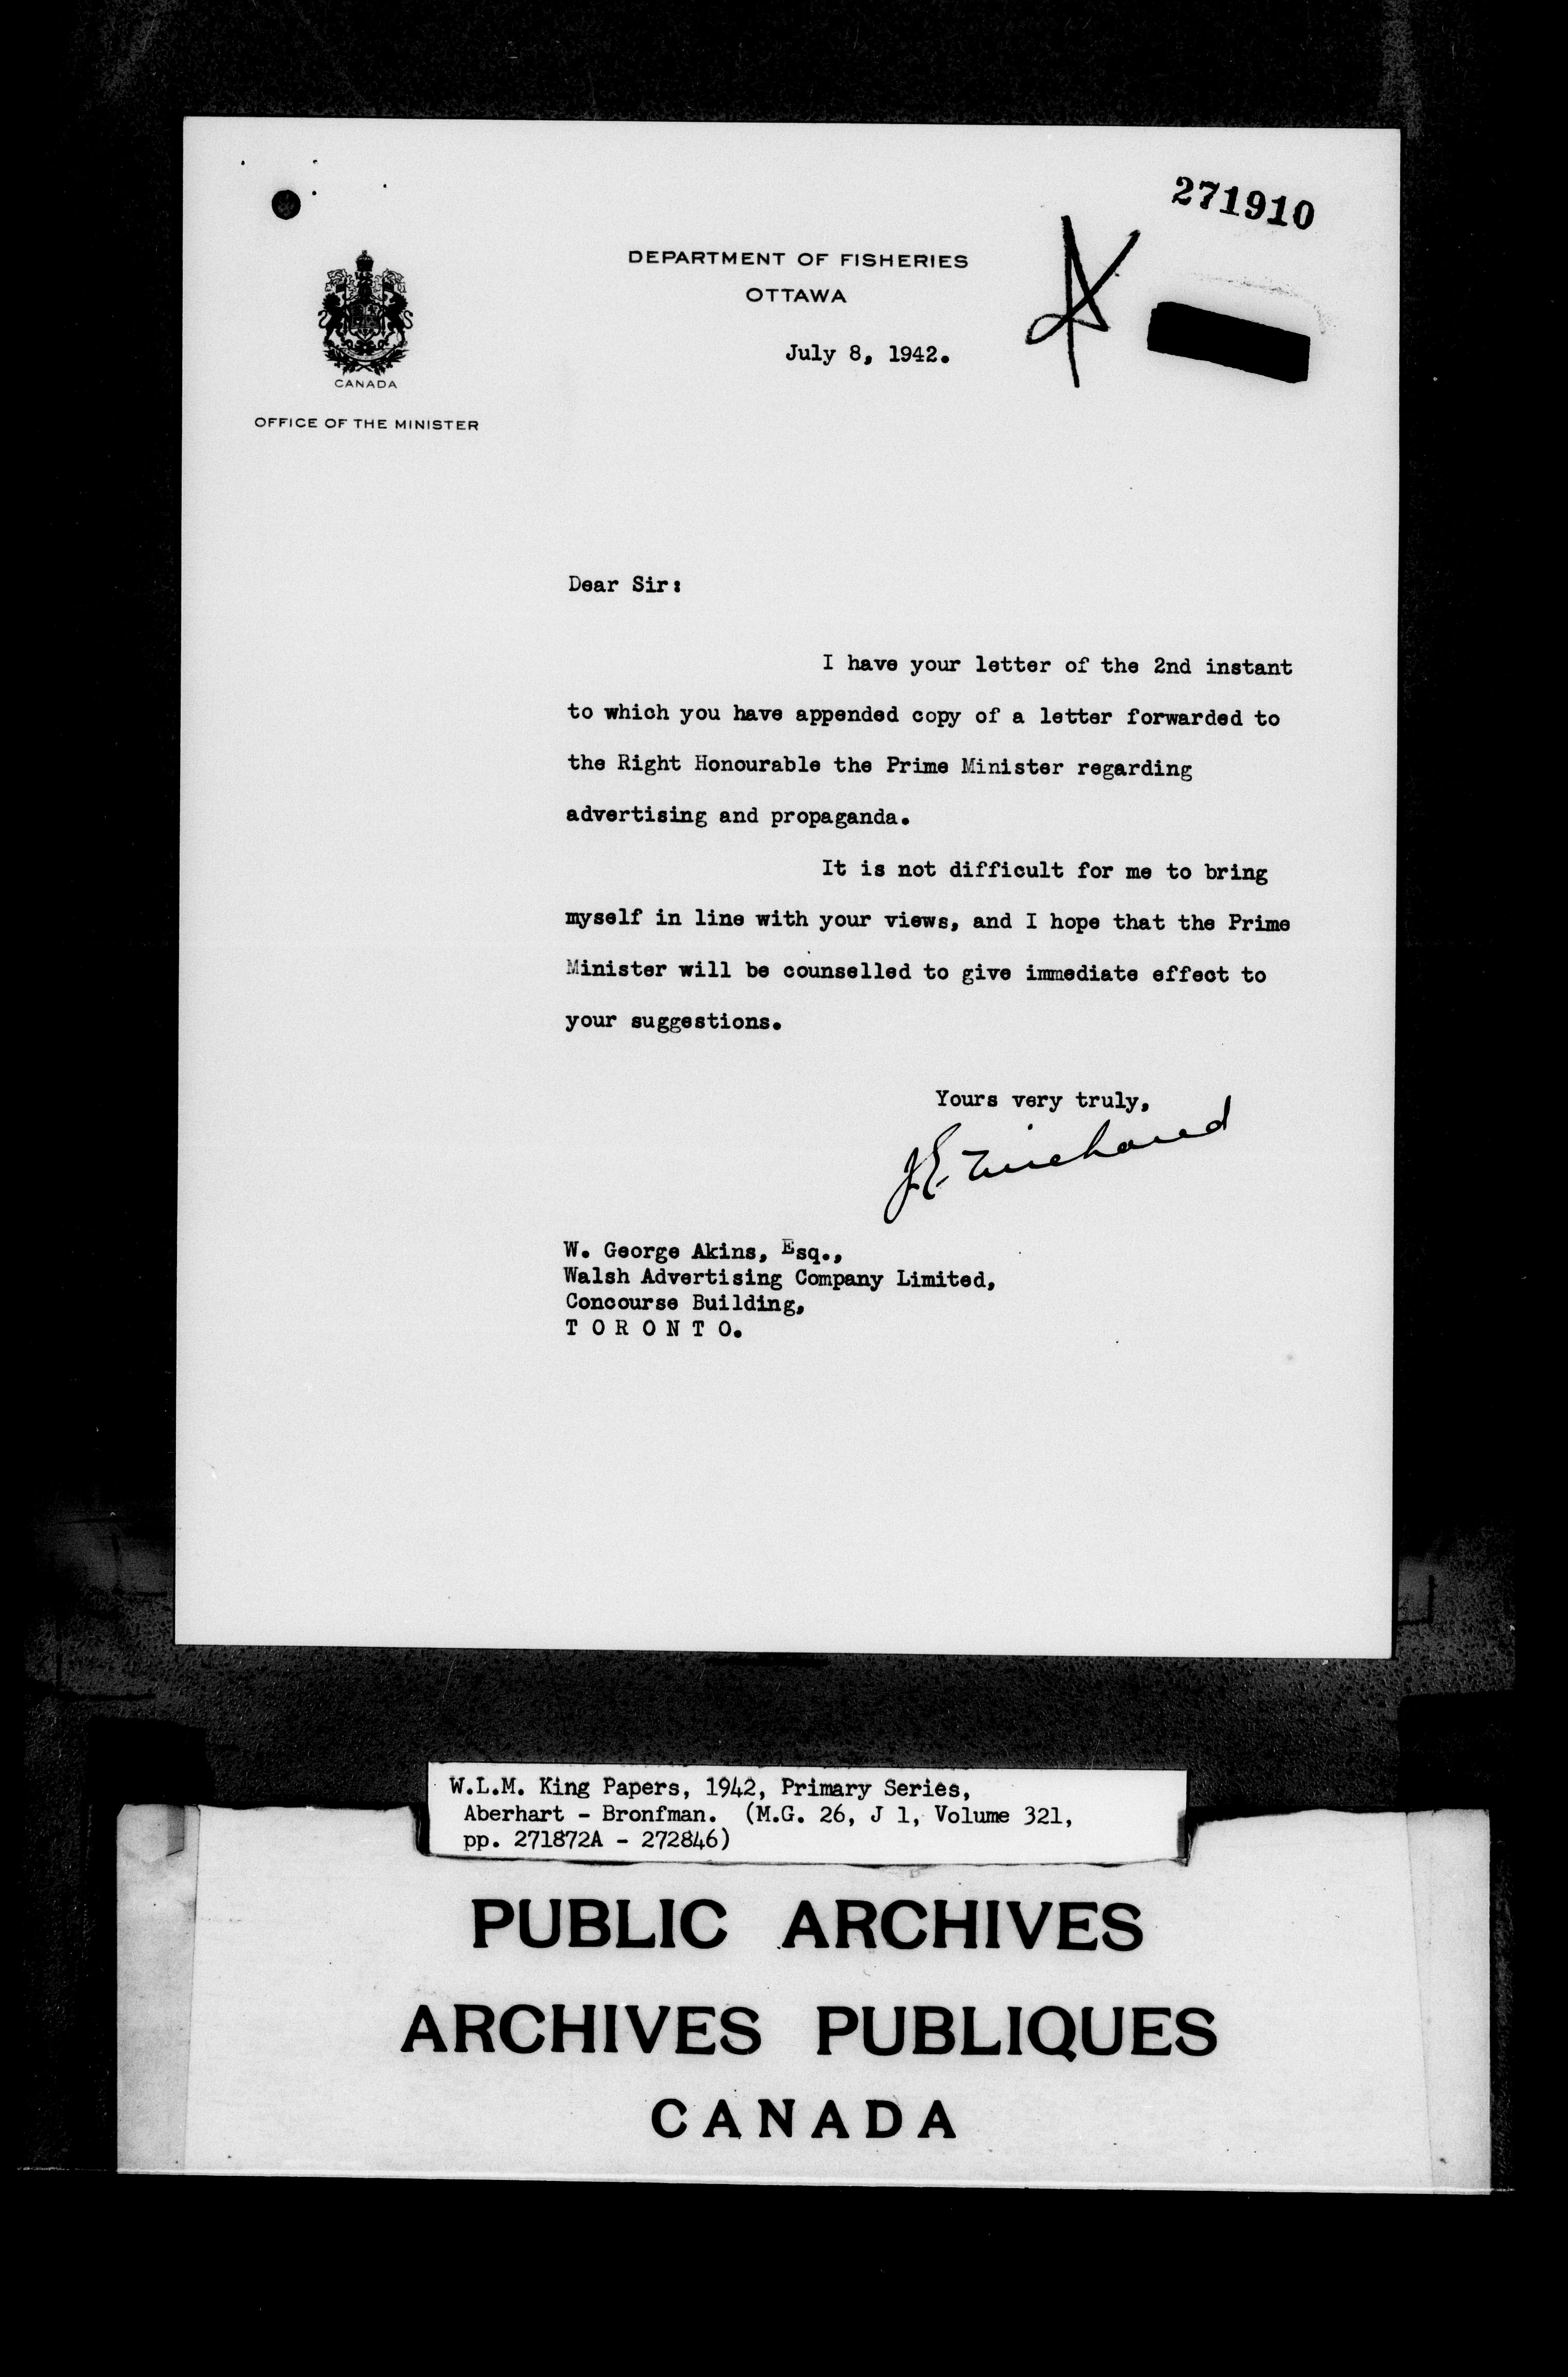 271910
DEPARTMENT OF FISHERIES
OTTAWA
July 8, 1942.
CANADA
OFFICE OF THE MINISTER
Dear Sir:
I have your letter of the 2nd instant
to which you have appended copy of a letter forwarded to
the Right Honourable the Prime Minister regarding
advertising and propaganda.
It is not difficult for me to bring
myself in line with your views, and I hope that the Prime
Minister will be counselled to give immediate effect to
your suggestions.
Yours very truly,
W. George Akins, Esq.,
Walsh Advertising Company Limited,
Concourse Building,
T O R O N T O.
W.L.M. King Papers, 1942, Primary Series,
Aberhart - Bronfman. (M.G. 26, J 1, Volume 321,
pp. 271872A - 272846)
PUBLIC ARCHIVES
ARCHIVES PUBLIQUES
CANADA